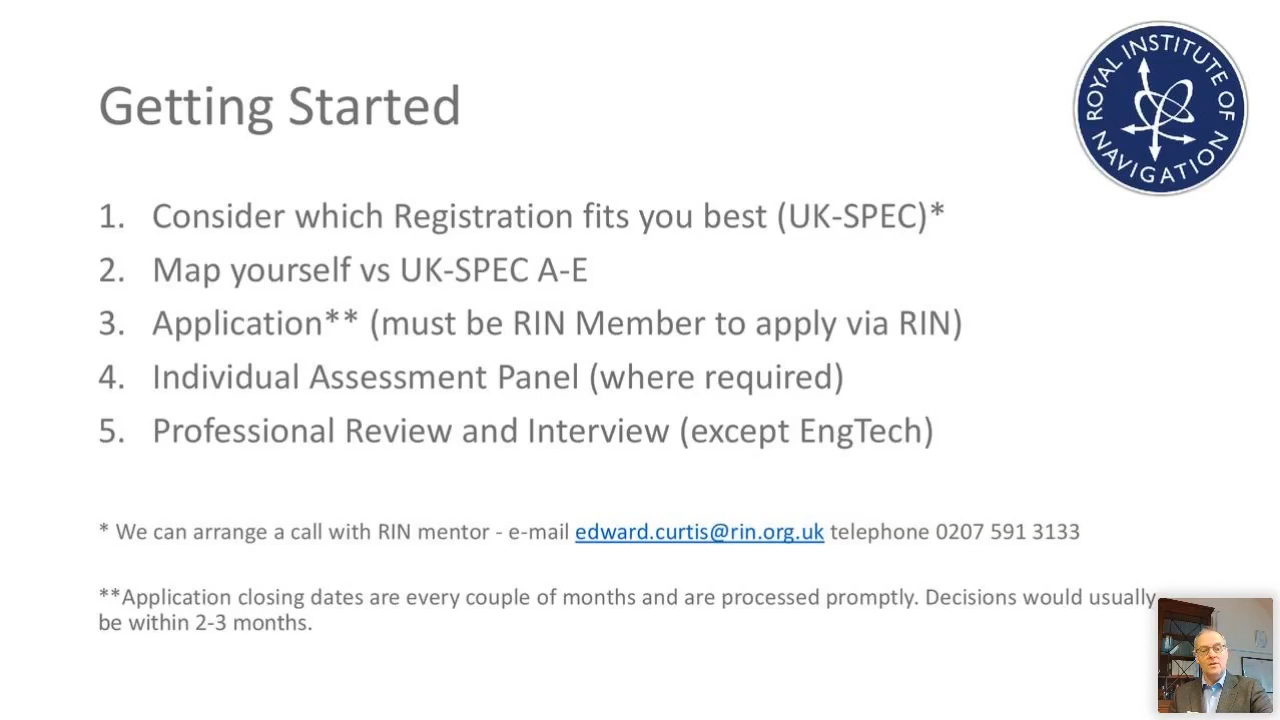 Getting Started
ROYAL INSTITUTE OF
NAVIGATION
1. Consider which Registration fits you best (UK-SPEC)*
2. Map yourself vs UK-SPEC A-E
3. Application** (must be RIN Member to apply via RIN)
4. Individual Assessment Panel (where required)
5. Professional Review and Interview (except EngTech)
* We can arrange a call with RIN mentor - e-mail edward.curtis@rin.org.uk telephone 0207 591 3133
**Application closing dates are every couple of months and are processed promptly. Decisions would usually
be within 2-3 months.